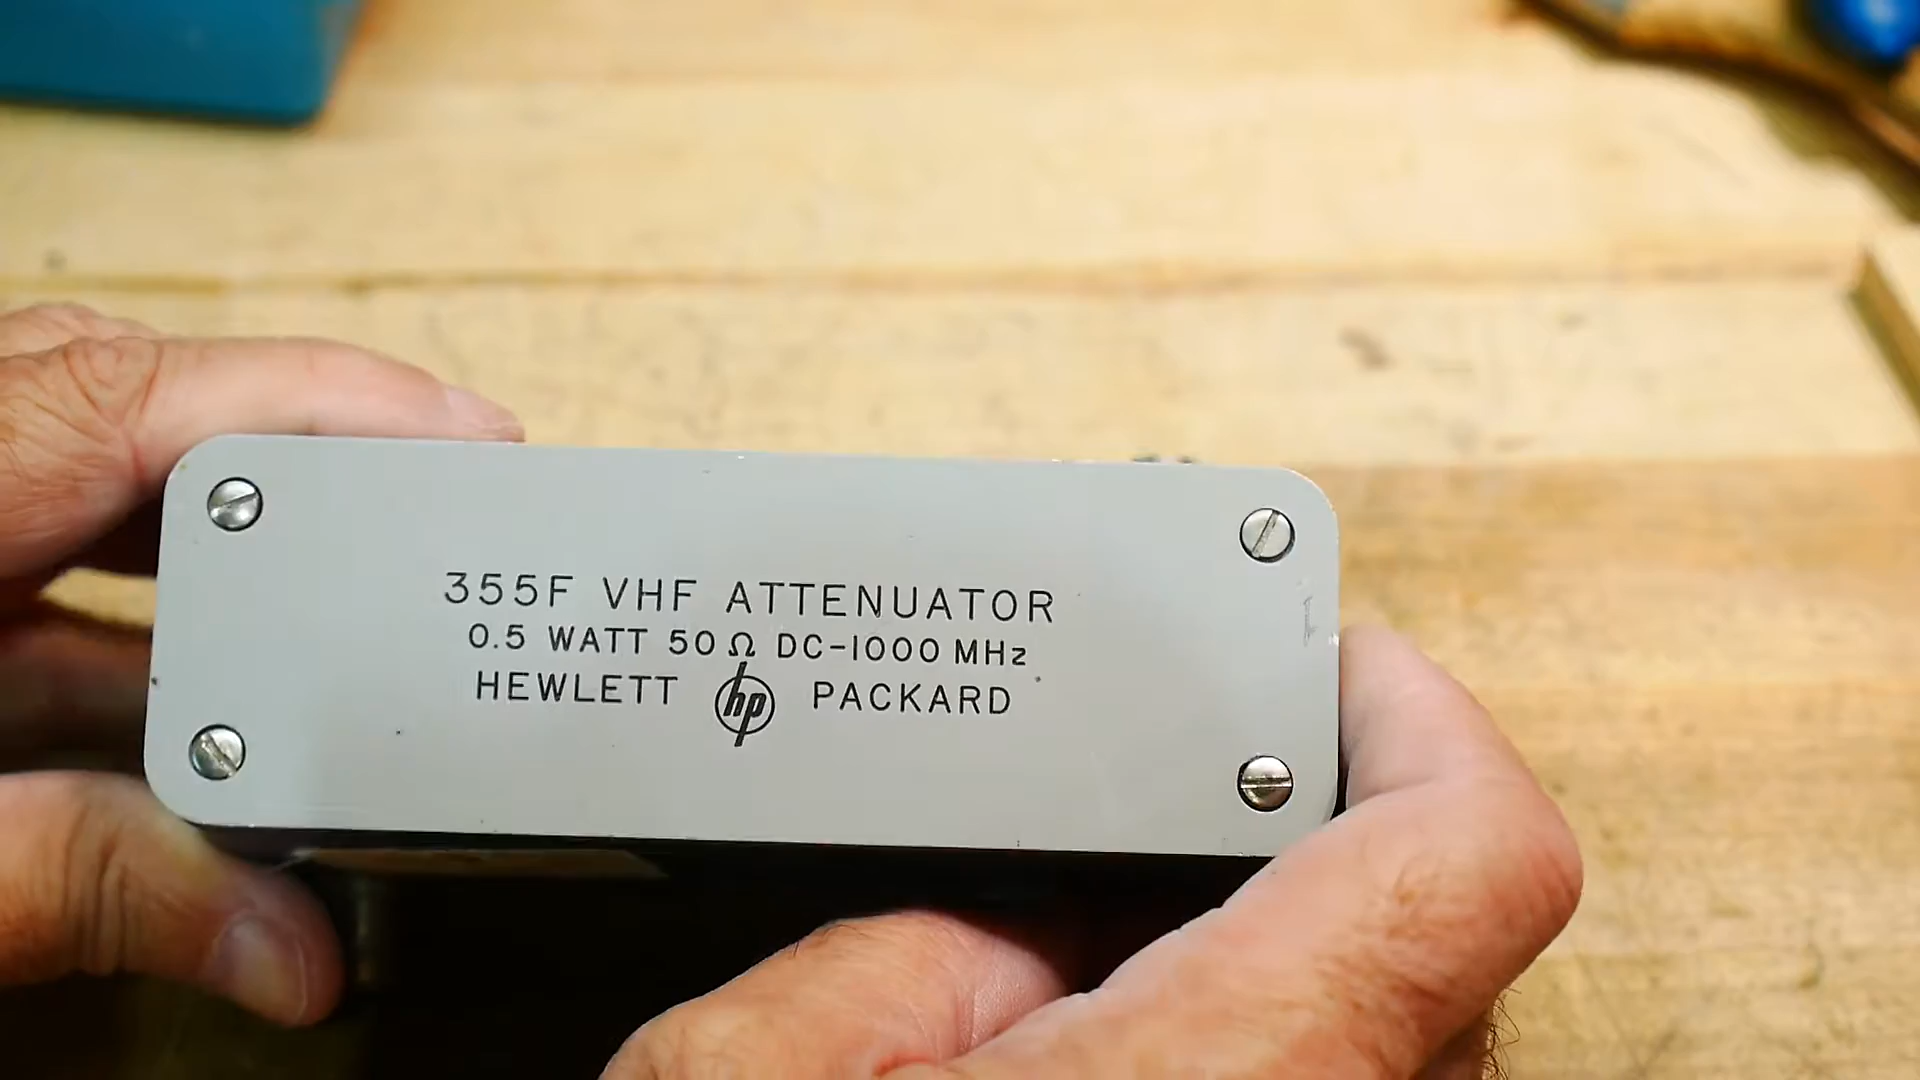 355F VHF ATTENUATOR
0.5 WATT 50 Ω DC-1000 MHz
HEWLETT hp PACKARD